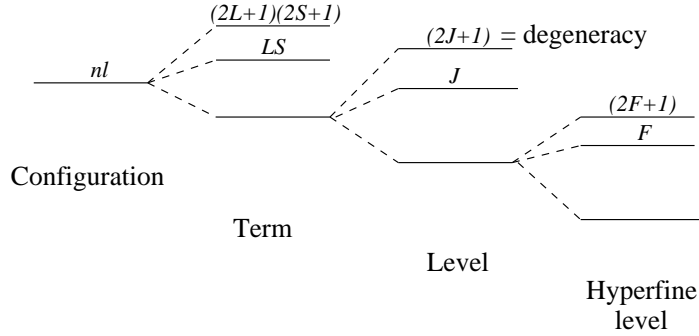 (2L+1)(2S+1)
(2J+1) = degeneracy
nl
LS
J
(2F+1)
F
Configuration
Term
Level
Hyperfine
level